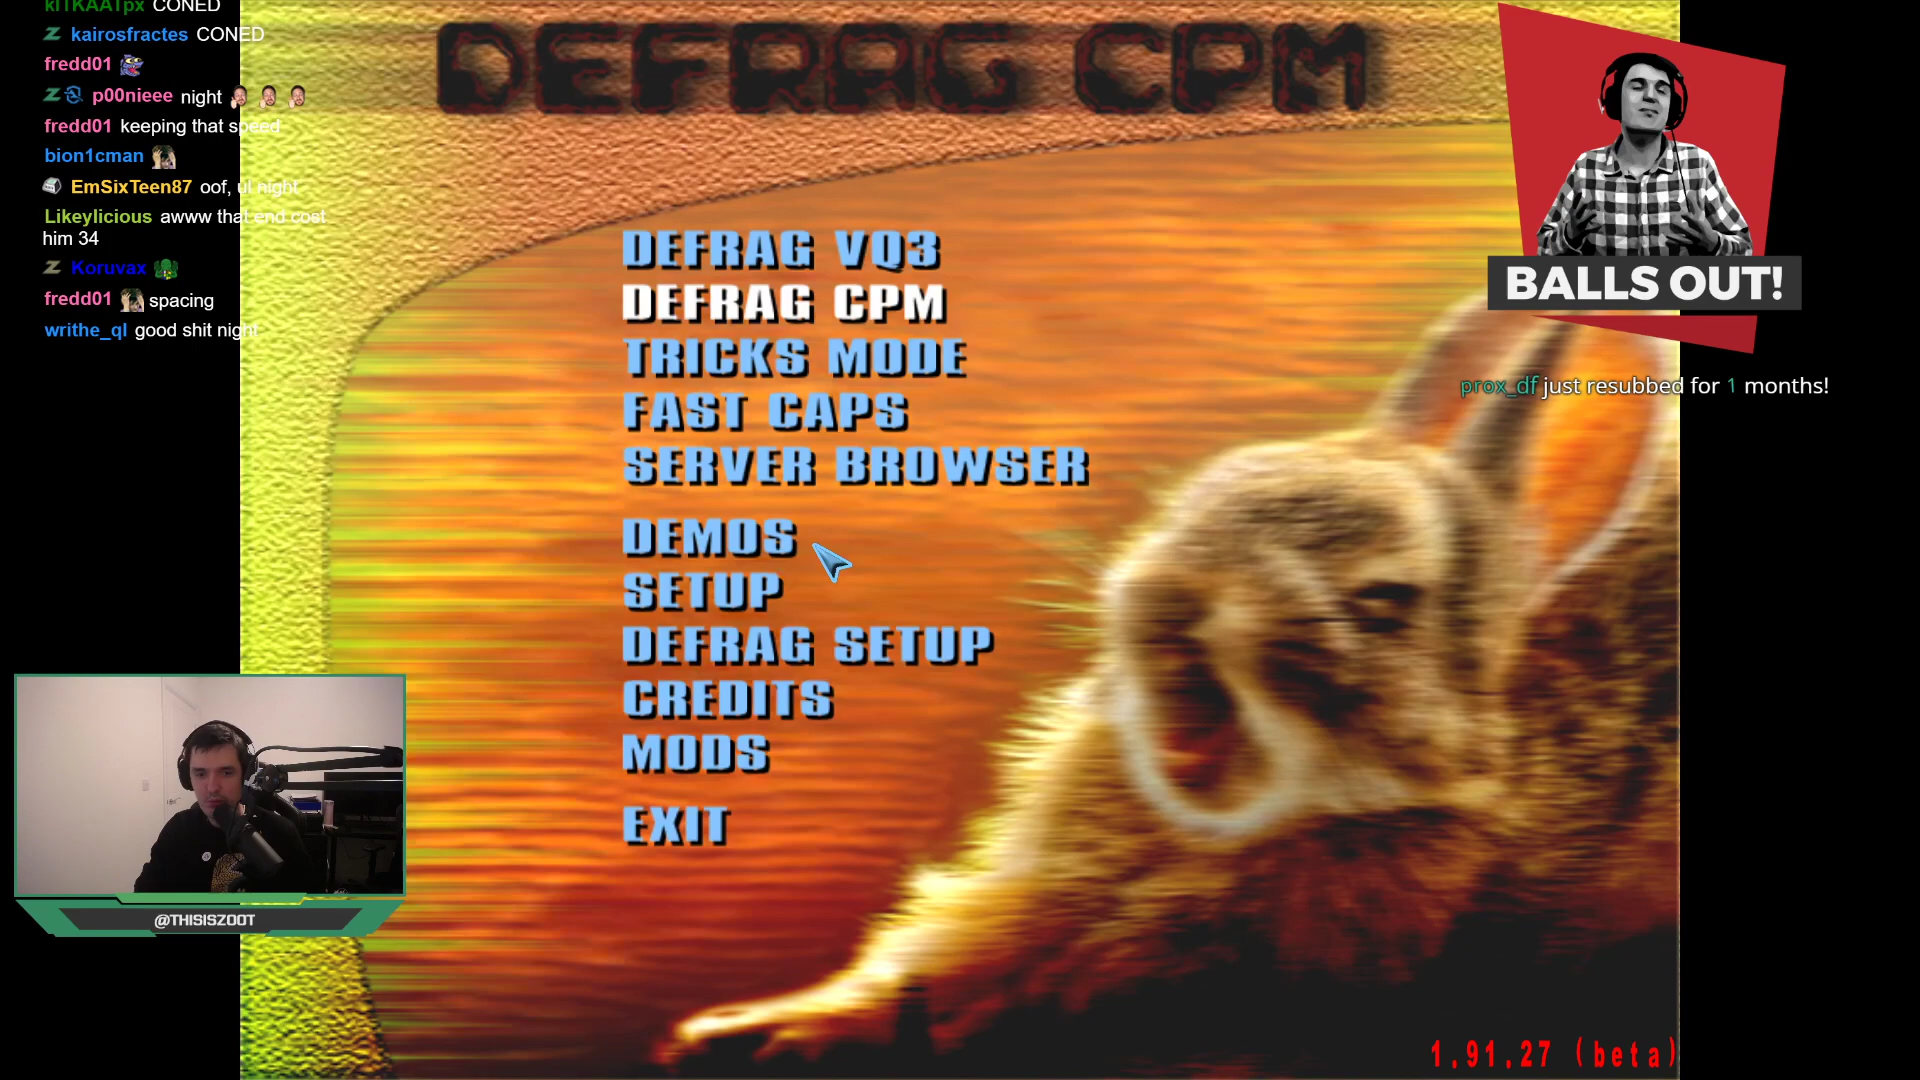 kITKAATpx CONED
kairosfractes CONED
fredd01
p00nieee night
fredd01 keeping that speed
bion1cman
EmSixTeen87 oof, ul night
Likeylicious awww that end cost
him 34
Koruvax
fredd01 spacing
writhe_ql good shit night
DEFRAG CPM
DEFRAG VQ3
DEFRAG CPM
TRICKS MODE
FAST CAPS
SERVER BROWSER
DEMOS
SETUP
DEFRAG SETUP
CREDITS
MODS
EXIT
BALLS OUT!
prox_df just resubbed for 1 months!
@THISISZOOT
1.91.27 (beta)